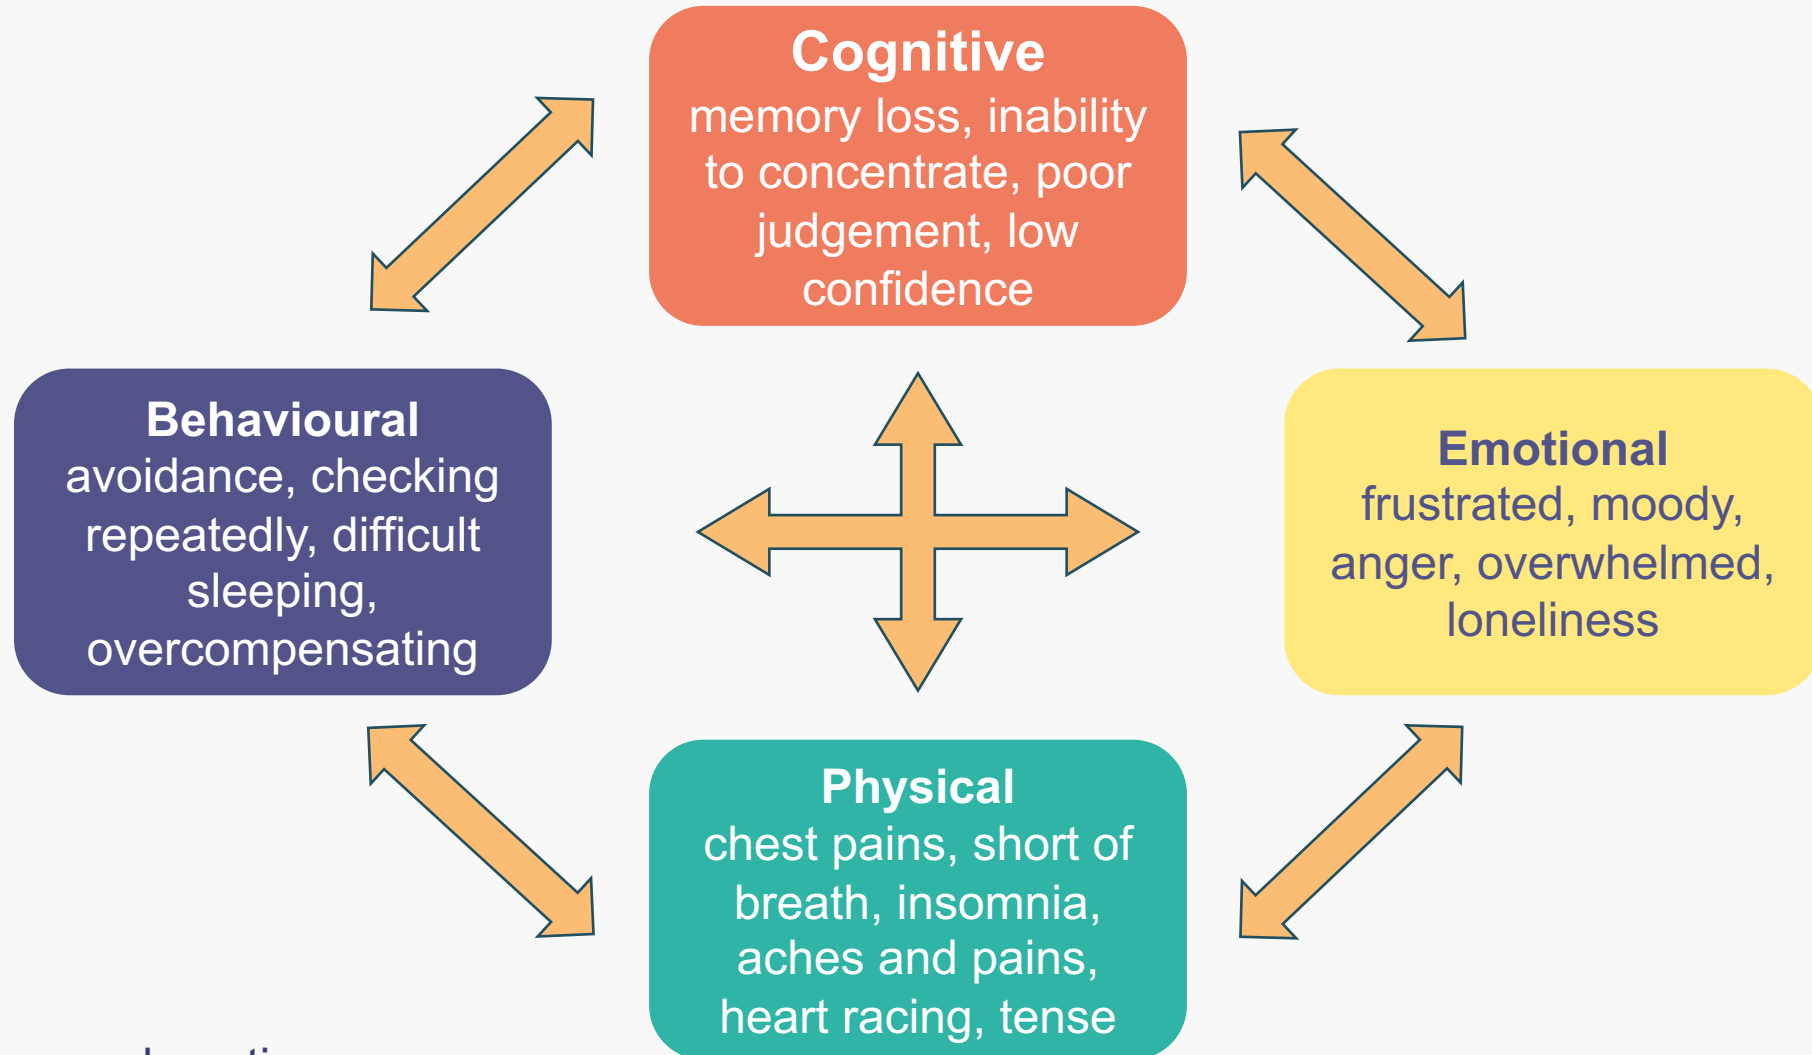 Cognitive
memory loss, inability
to concentrate, poor
judgement, low
confidence
Behavioural
avoidance, checking
repeatedly, difficult
sleeping,
overcompensating
Emotional
frustrated, moody,
anger, overwhelmed,
loneliness
Physical
chest pains, short of
breath, insomnia,
aches and pains,
heart racing, tense